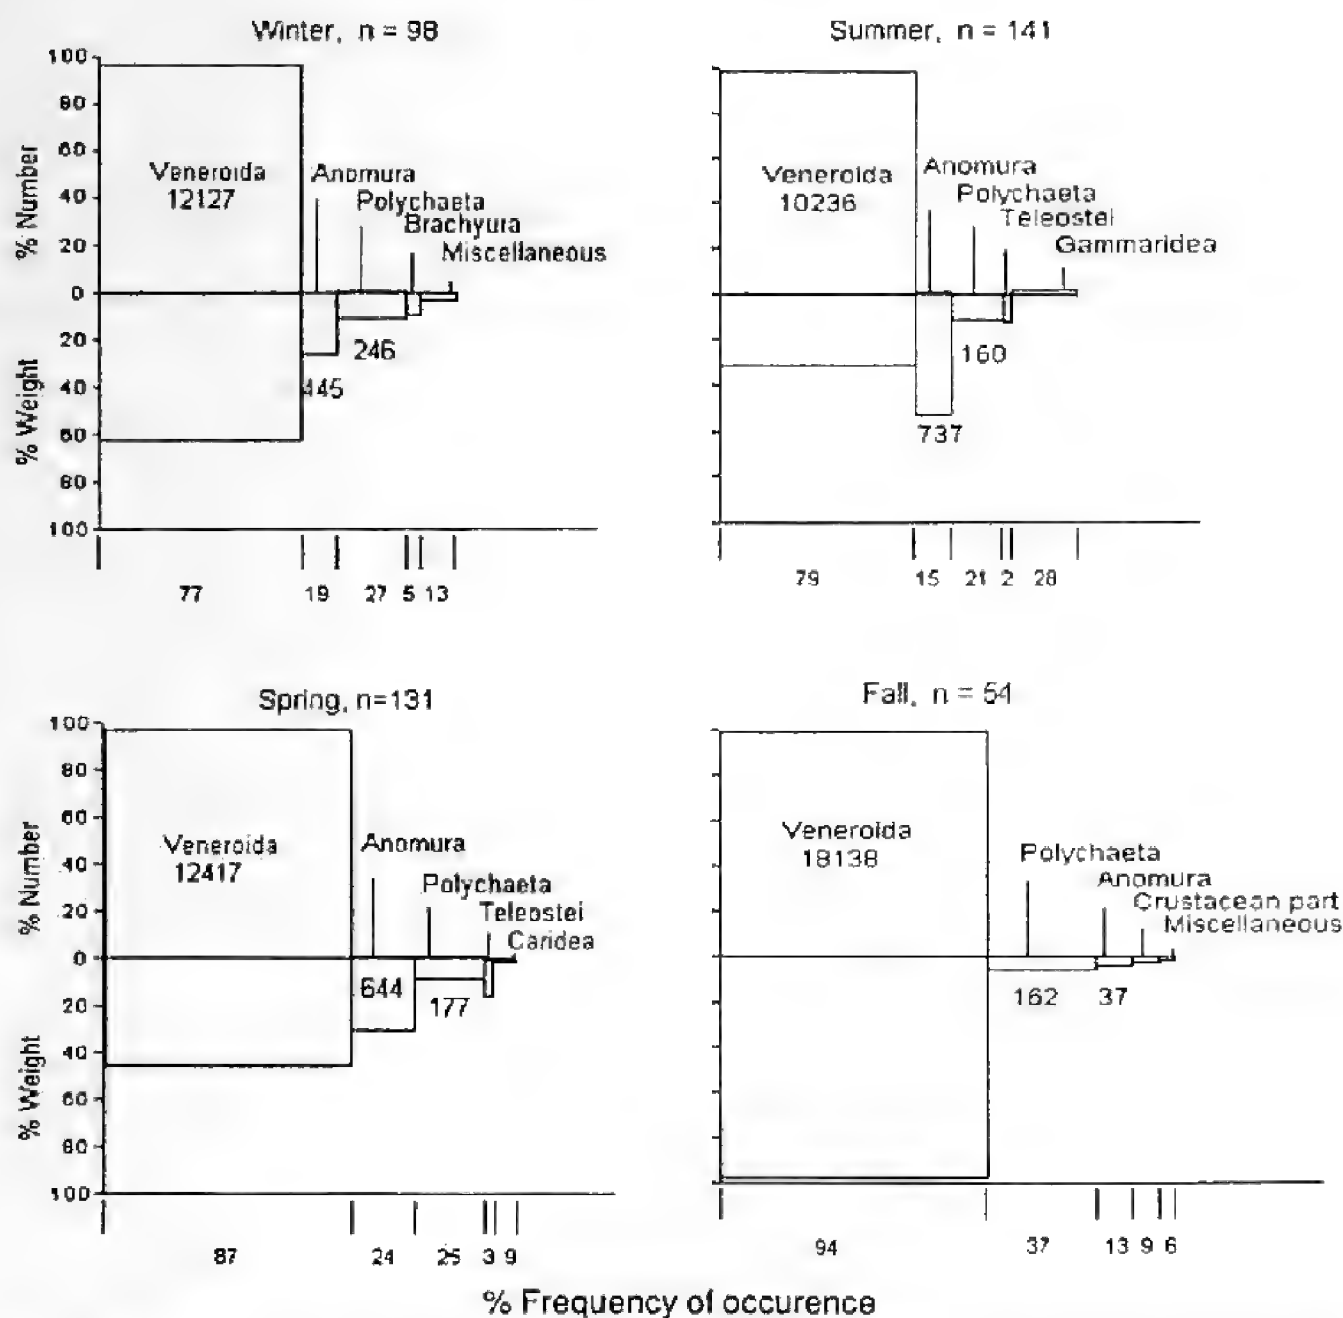 Winter, n = 98
100
80
60
40
20
0
20
40
60
80
100
% Number
% Weight
Veneroida
12127
Anomura
Polychaeta
Brachyura
Miscellaneous
246
445
77 19 27 5 13
Summer, n = 141
Veneroida
10236
Anomura
Polychaeta
Teleostei
Gammaridea
160
737
79 15 21 2 28
Spring, n=131
100
80
60
40
20
0
20
40
60
80
100
% Number
% Weight
Veneroida
12417
Anomura
Polychaeta
Teleostei
Caridea
644
177
87 24 25 3 9
Fall, n = 54
Veneroida
18138
Polychaeta
Anomura
Crustacean part
Miscellaneous
162 37
94 37 13 9 6
% Frequency of occurence